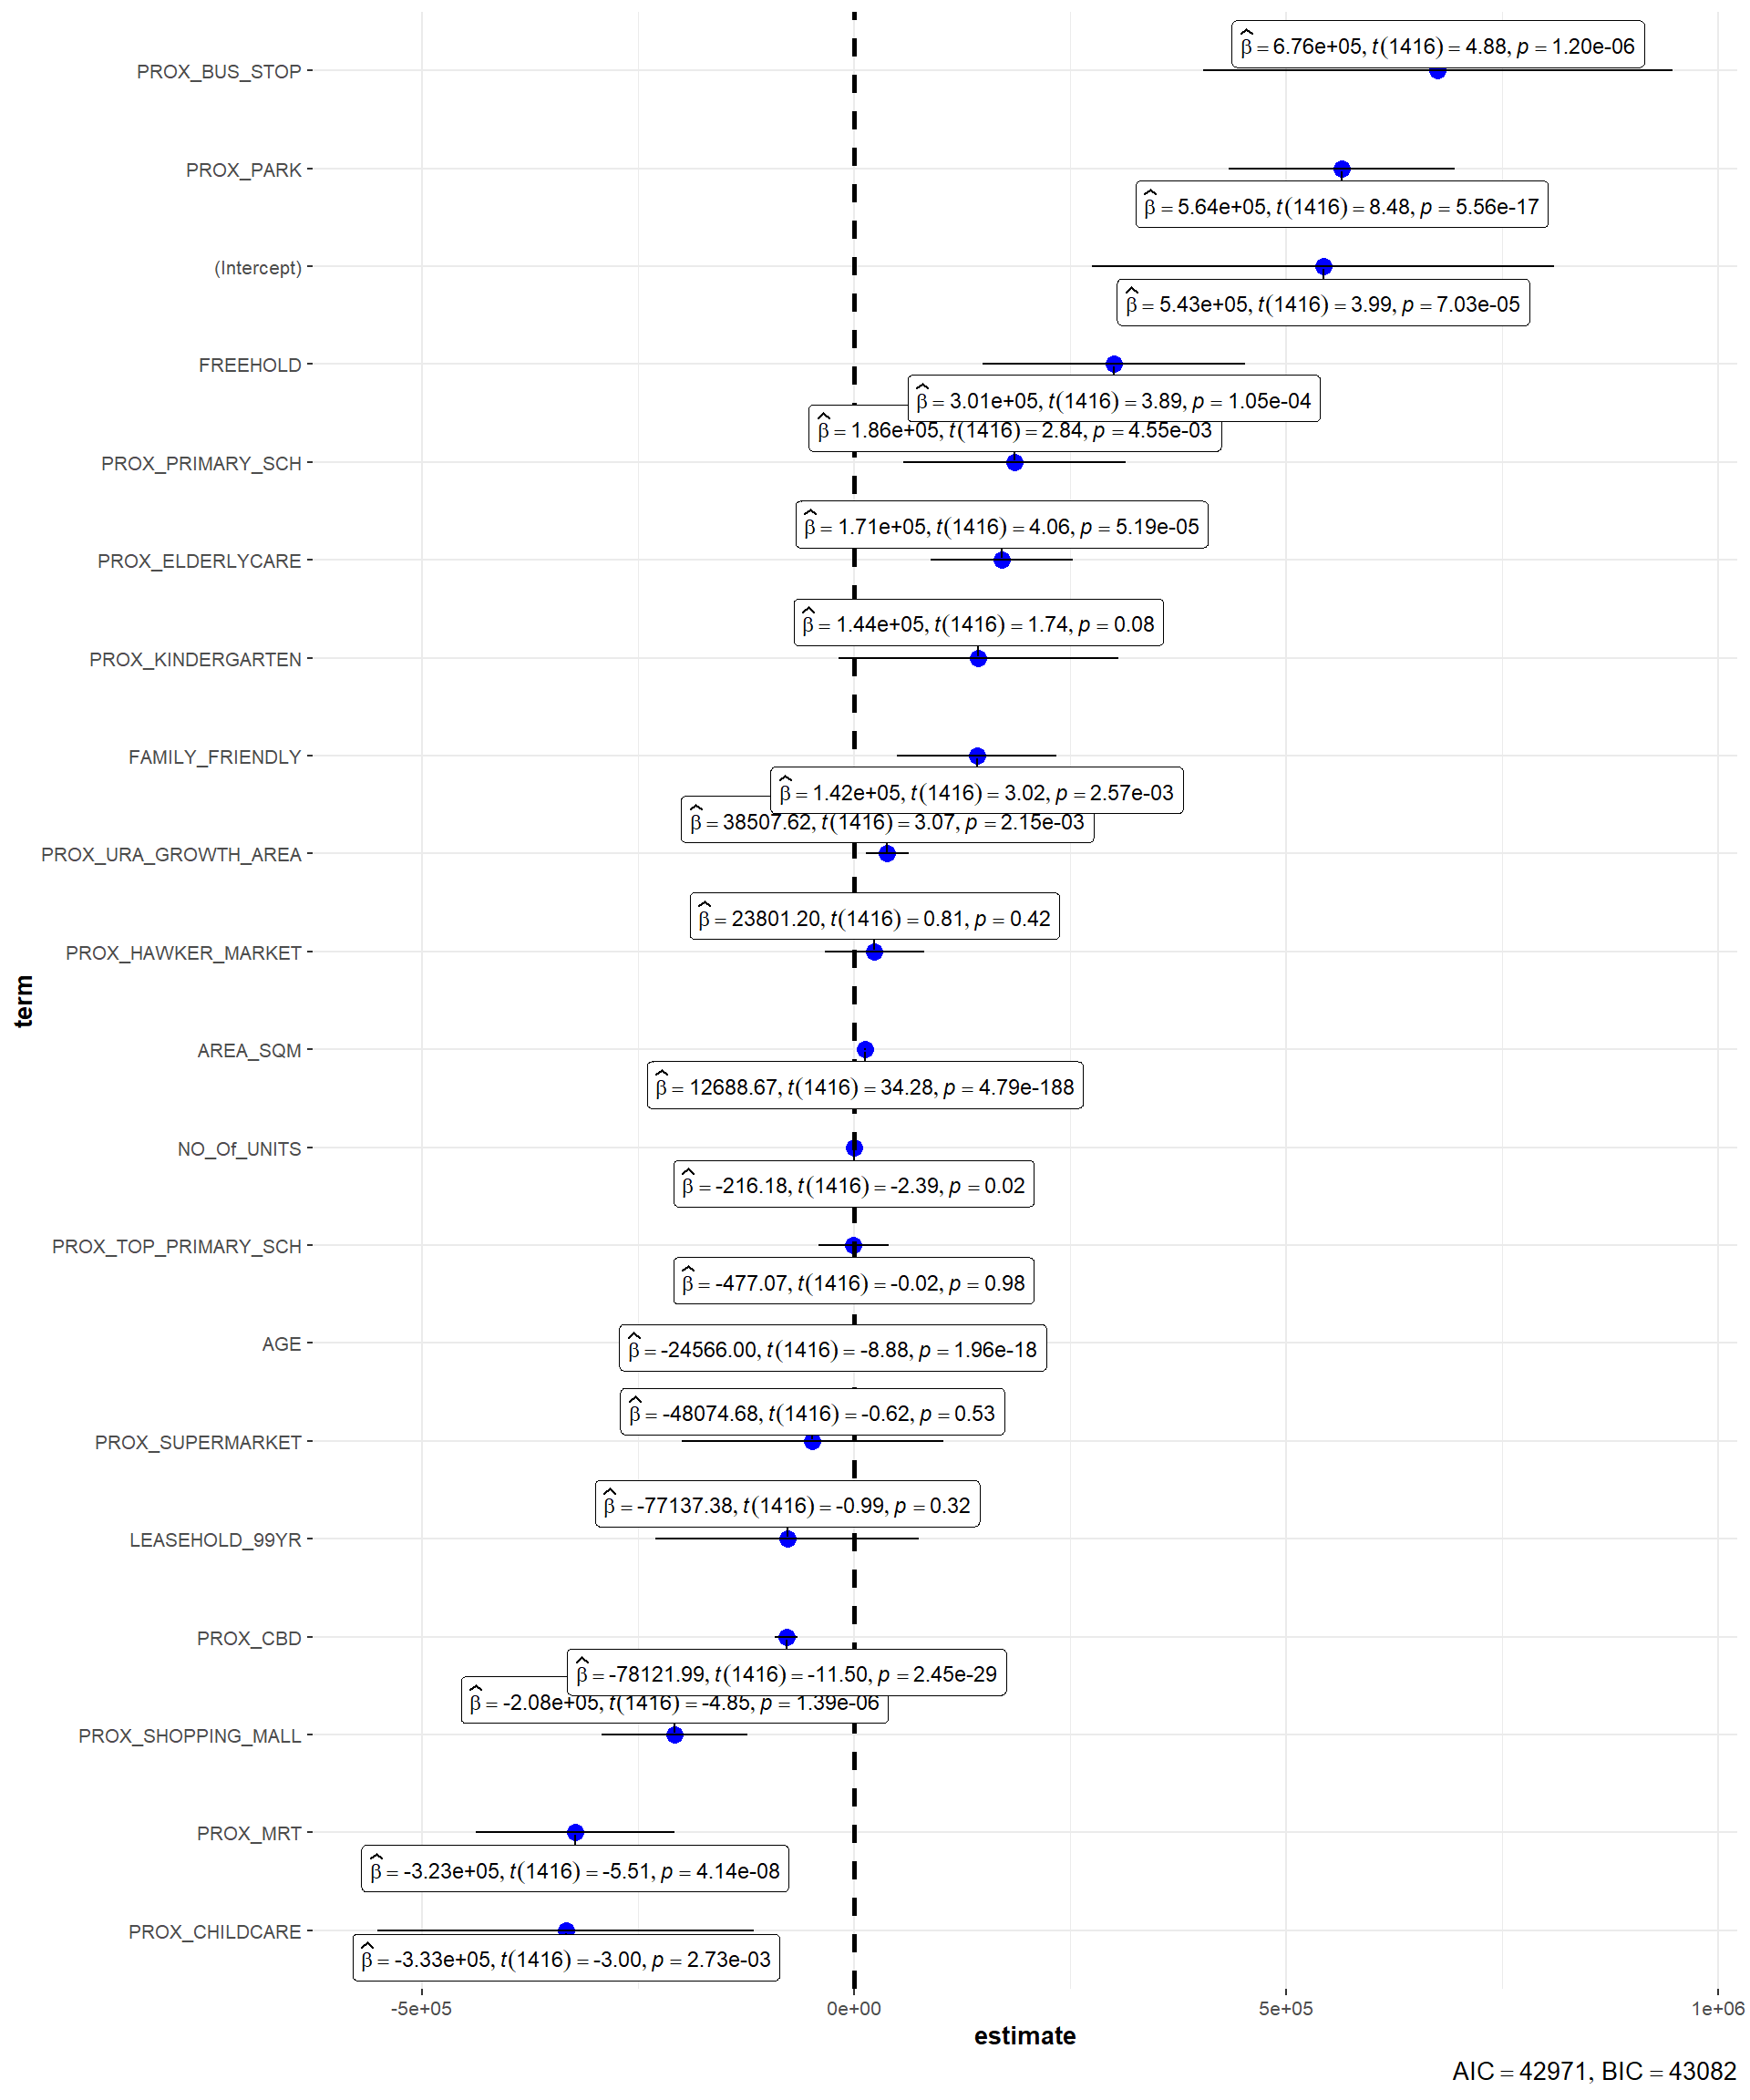 PROX_BUS_STOP
β̂ = 6.76e+05, t(1416) = 4.88, p = 1.20e-06
PROX_PARK
β̂ = 5.64e+05, t(1416) = 8.48, p = 5.56e-17
(Intercept)
β̂ = 5.43e+05, t(1416) = 3.99, p = 7.03e-05
FREEHOLD
β̂ = 3.01e+05, t(1416) = 3.89, p = 1.05e-04
β̂ = 1.86e+05, t(1416) = 2.84, p = 4.55e-03
PROX_PRIMARY_SCH
β̂ = 1.71e+05, t(1416) = 4.06, p = 5.19e-05
PROX_ELDERLYCARE
β̂ = 1.44e+05, t(1416) = 1.74, p = 0.08
PROX_KINDERGARTEN
FAMILY_FRIENDLY
β̂ = 1.42e+05, t(1416) = 3.02, p = 2.57e-03
β̂ = 38507.62, t(1416) = 3.07, p = 2.15e-03
PROX_URA_GROWTH_AREA
β̂ = 23801.20, t(1416) = 0.81, p = 0.42
PROX_HAWKER_MARKET
term
AREA_SQM
β̂ = 12688.67, t(1416) = 34.28, p = 4.79e-188
NO_Of_UNITS
β̂ = -216.18, t(1416) = -2.39, p = 0.02
PROX_TOP_PRIMARY_SCH
β̂ = -477.07, t(1416) = -0.02, p = 0.98
AGE
β̂ = -24566.00, t(1416) = -8.88, p = 1.96e-18
β̂ = -48074.68, t(1416) = -0.62, p = 0.53
PROX_SUPERMARKET
β̂ = -77137.38, t(1416) = -0.99, p = 0.32
LEASEHOLD_99YR
PROX_CBD
β̂ = -78121.99, t(1416) = -11.50, p = 2.45e-29
β̂ = -2.08e+05, t(1416) = -4.85, p = 1.39e-06
PROX_SHOPPING_MALL
PROX_MRT
β̂ = -3.23e+05, t(1416) = -5.51, p = 4.14e-08
PROX_CHILDCARE
β̂ = -3.33e+05, t(1416) = -3.00, p = 2.73e-03
-5e+05 0e+00 5e+05 1e+06
estimate
AIC = 42971, BIC = 43082